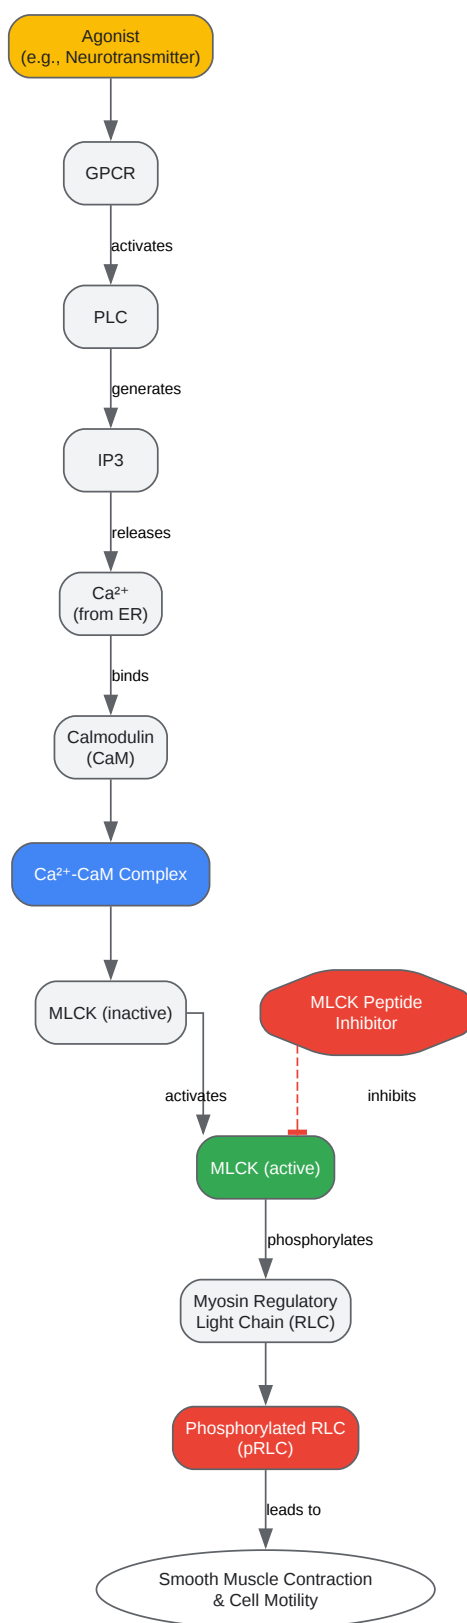 Agonist
(e.g., Neurotransmitter)
GPCR
activates
PLC
generates
IP3
releases
Ca²⁺
(from ER)
binds
Calmodulin
(CaM)
Ca²⁺-CaM Complex
MLCK (inactive)
MLCK Peptide
Inhibitor
activates
inhibits
MLCK (active)
phosphorylates
Myosin Regulatory
Light Chain (RLC)
Phosphorylated RLC
(pRLC)
leads to
Smooth Muscle Contraction
& Cell Motility